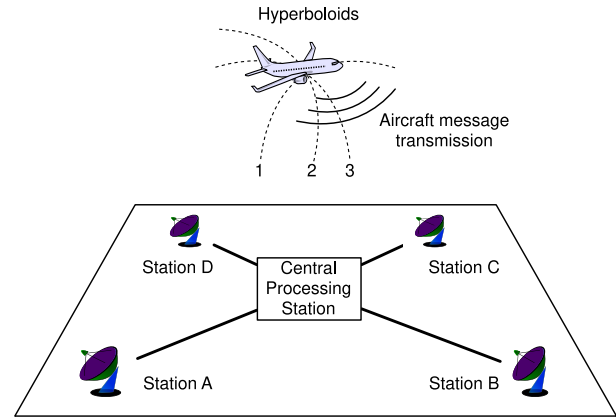 Hyperboloids
Aircraft message
transmission
1 2 3
Station D
Central
Processing
Station
Station C
Station A
Station B